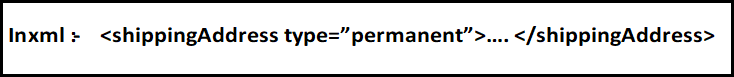 Inxml :- <shippingAddress type=”permanent”>.... </shippingAddress>